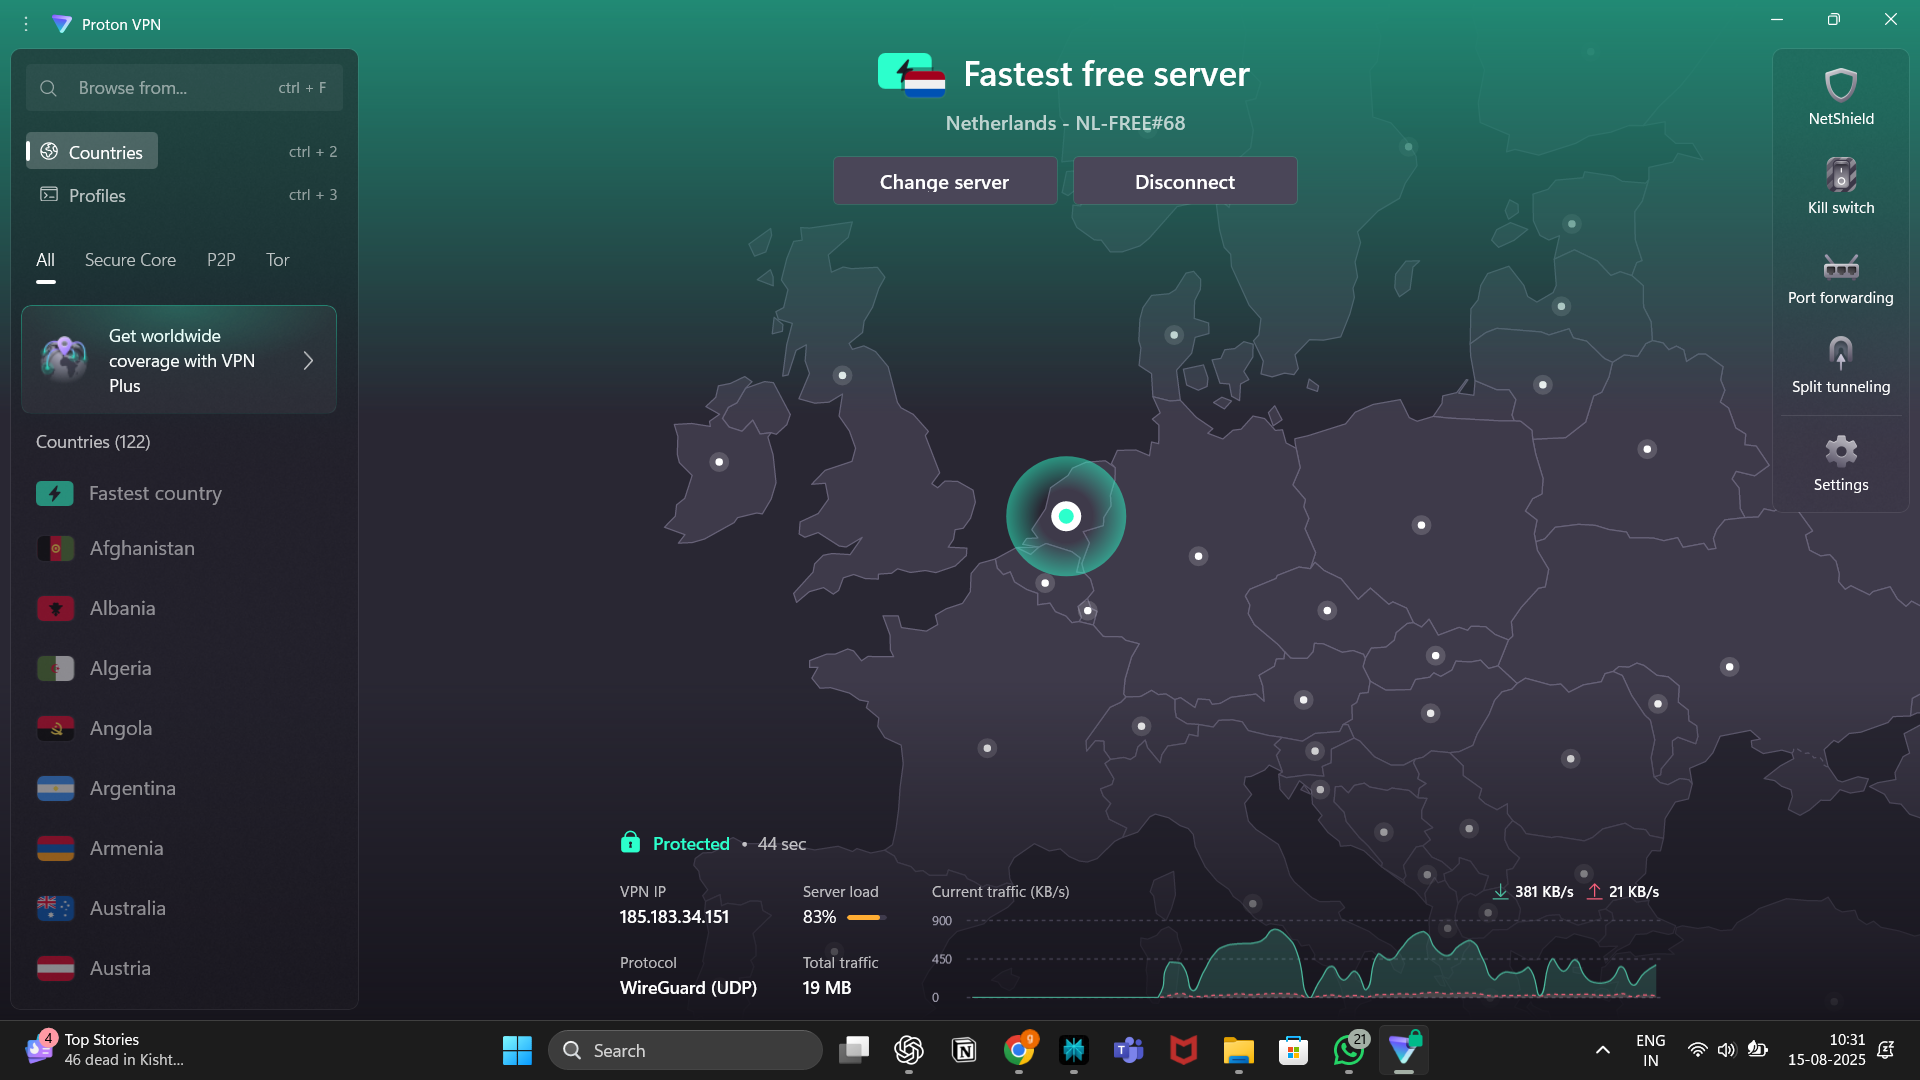 Proton VPN
Browse from...
ctrl + F
Countries
ctrl + 2
Profiles
ctrl + 3
All
Secure Core
P2P
Tor
Get worldwide
coverage with VPN
Plus
Countries (122)
Fastest country
Afghanistan
Albania
Algeria
Angola
Argentina
Armenia
Australia
Austria
Fastest free server
Netherlands - NL-FREE#68
Change server
Disconnect
NetShield
Kill switch
Port forwarding
Split tunneling
Settings
Protected • 44 sec
VPN IP
185.183.34.151
Server load
83%
Protocol
WireGuard (UDP)
Total traffic
19 MB
Current traffic (KB/s)
381 KB/s
21 KB/s
900
450
0
4
Top Stories
46 dead in Kisht...
Search
g
21
ENG
IN
10:31
15-08-2025